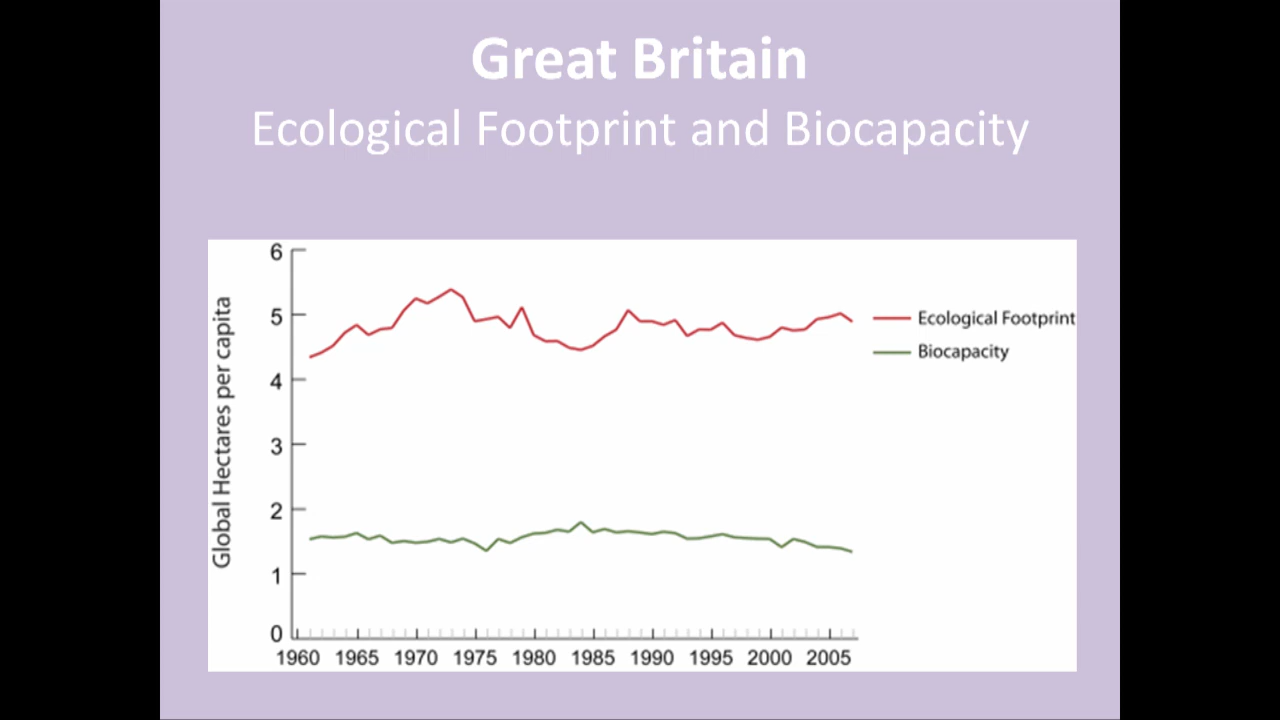 Great Britain
Ecological Footprint and Biocapacity
Global Hectares per capita
6
5
4
3
2
1
0
1960 1965 1970 1975 1980 1985 1990 1995 2000 2005
Ecological Footprint
Biocapacity